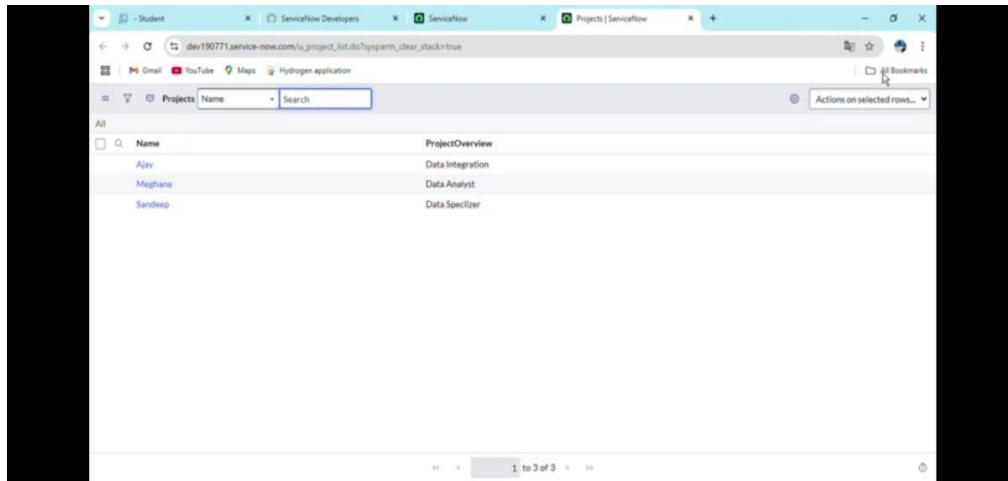 - Student
ServiceNow Developers
ServiceNow
Projects | ServiceNow
dev190771.service-now.com/u_project_list.do?sysparm_clear_stack=true
Gmail YouTube Maps Hydrogen application All Bookmarks
Projects Name Search Actions on selected rows...
All
Name ProjectOverview
Ajay Data Integration
Meghana Data Analyst
Sandeep Data Speclizer
1 to 3 of 3